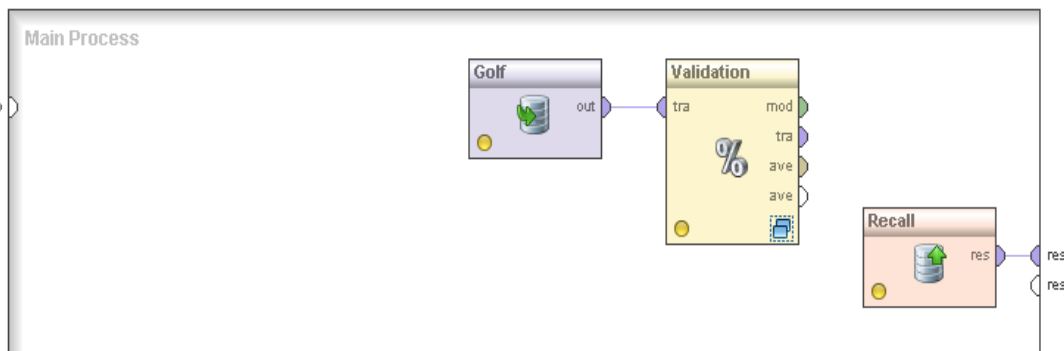 Main Process
Golf
out
Validation
tra
mod
tra
ave
ave
Recall
res
res
res